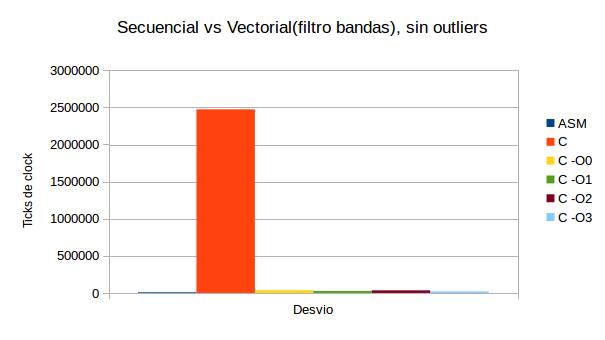 Secuencial vs Vectorial(filtro bandas), sin outliers
Ticks de clock
3000000
2500000
2000000
1500000
1000000
500000
0
Desvio
ASM
C
C -O0
C -O1
C -O2
C -O3